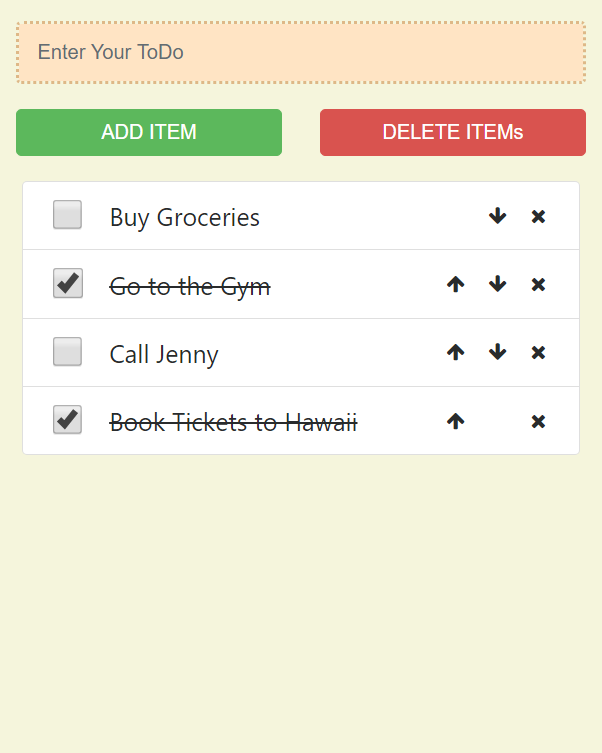 Enter Your ToDo
ADD ITEM
DELETE ITEMs
Buy Groceries
Go to the Gym
Call Jenny
Book Tickets to Hawaii